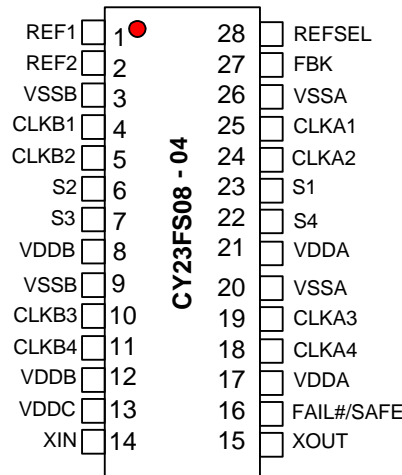 REF1 1 28 REFSEL
REF2 2 27 FBK
VSSB 3 26 VSSA
CLKB1 4 25 CLKA1
CLKB2 5 24 CLKA2
S2 6 23 S1
S3 7 22 S4
VDDB 8 21 VDDA
VSSB 9 20 VSSA
CLKB3 10 19 CLKA3
CLKB4 11 18 CLKA4
VDDB 12 17 VDDA
VDDC 13 16 FAIL#/SAFE
XIN 14 15 XOUT
CY23FS08 - 04